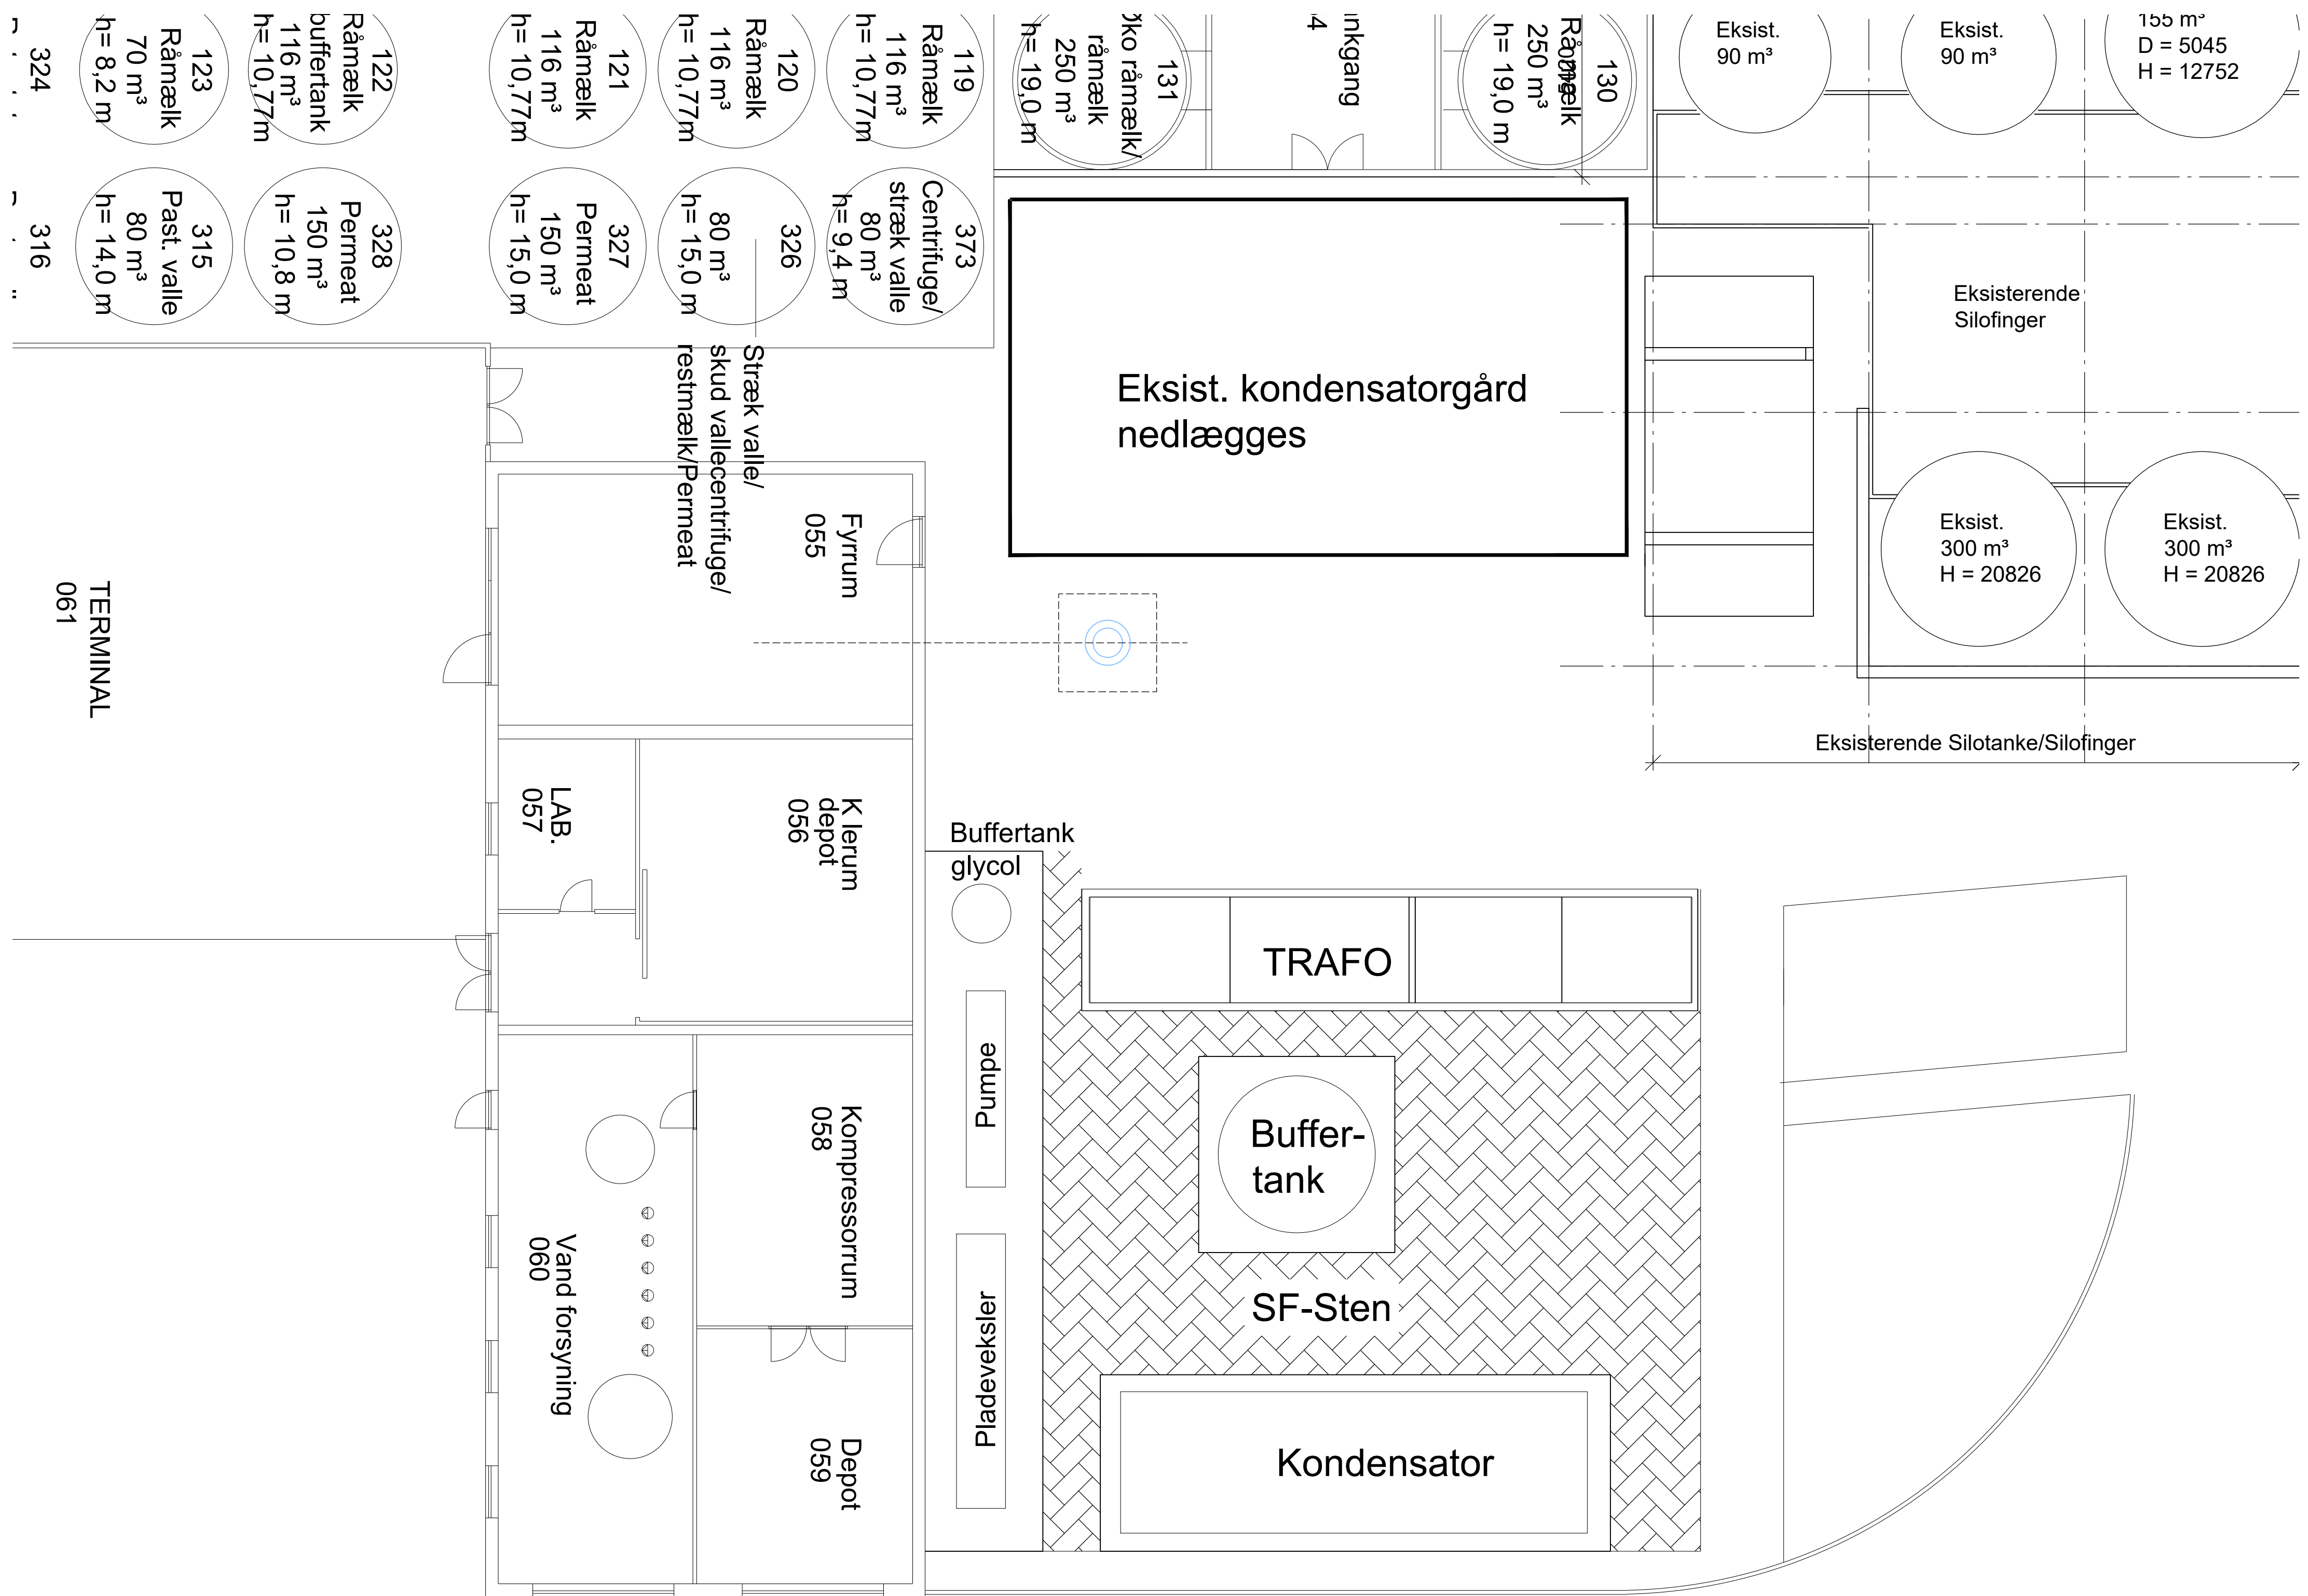 122
Råmælk
buffertank
116 m³
h= 10,77m
123
Råmælk
70 m³
h= 8,2 m
324
121
Råmælk
116 m³
h= 10,77m
120
Råmælk
116 m³
h= 10,77m
119
Råmælk
116 m³
h= 10,77m
131
Øko råmælk/
råmælk
250 m³
h= 19,0 m
130
Råmælk
250 m³
h= 19,0 m
Eksist.
90 m³
Eksist.
90 m³
155 m³
D = 5045
H = 12752
316
315
Past. valle
80 m³
h= 14,0 m
328
Permeat
150 m³
h= 10,8 m
327
Permeat
150 m³
h= 15,0 m
326
80 m³
h= 15,0 m
373
Centrifuge/
stræk valle
80 m³
h= 9,4 m
Stræk valle/
skud vallecentrifuge/
restmælk/Permeat
Eksist. kondensatorgård
nedlægges
Eksisterende
Silofinger
Eksist.
300 m³
H = 20826
Eksist.
300 m³
H = 20826
Eksisterende Silotanke/Silofinger
TERMINAL
061
Fyrrum
055
LAB.
057
K lerum
depot
056
Buffertank
glycol
TRAFO
Pumpe
Kompressorrum
058
Buffer-
tank
Vand forsyning
060
SF-Sten
Pladeveksler
Depot
059
Kondensator